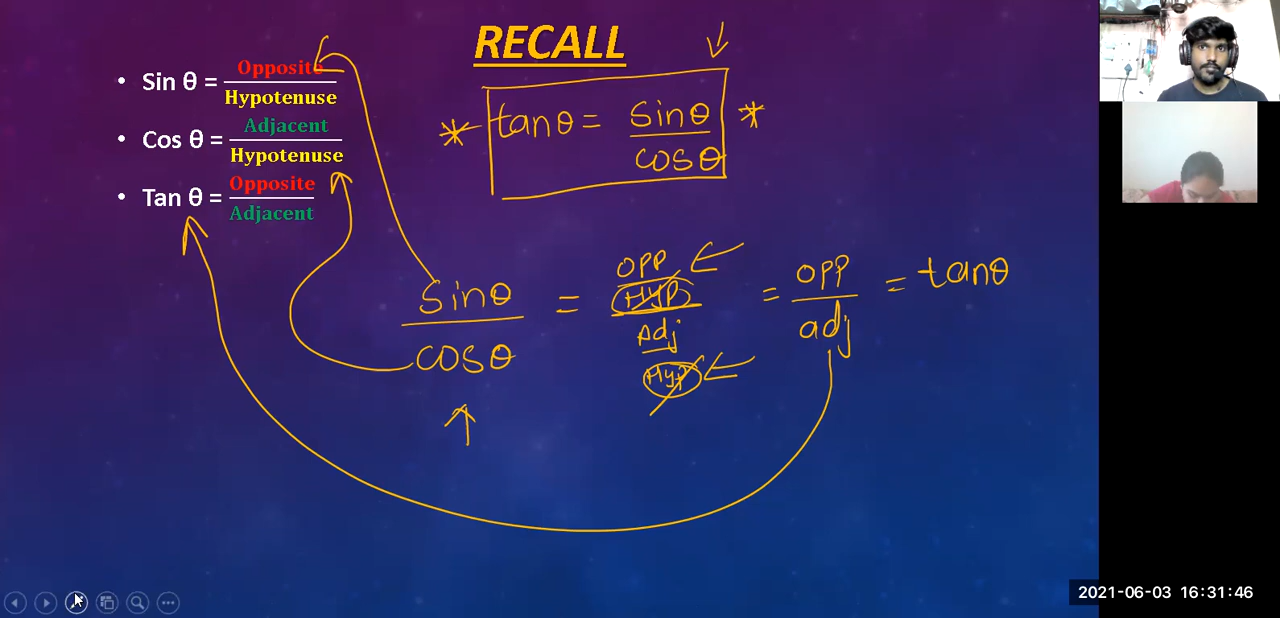 RECALL
• Sin θ = Opposite / Hypotenuse
• Cos θ = Adjacent / Hypotenuse
• Tan θ = Opposite / Adjacent
* tanθ = sinθ / cosθ *
sinθ / cosθ = OPP / HYP / Adj / Hyp = OPP / adj = tanθ
2021-06-03 16:31:46